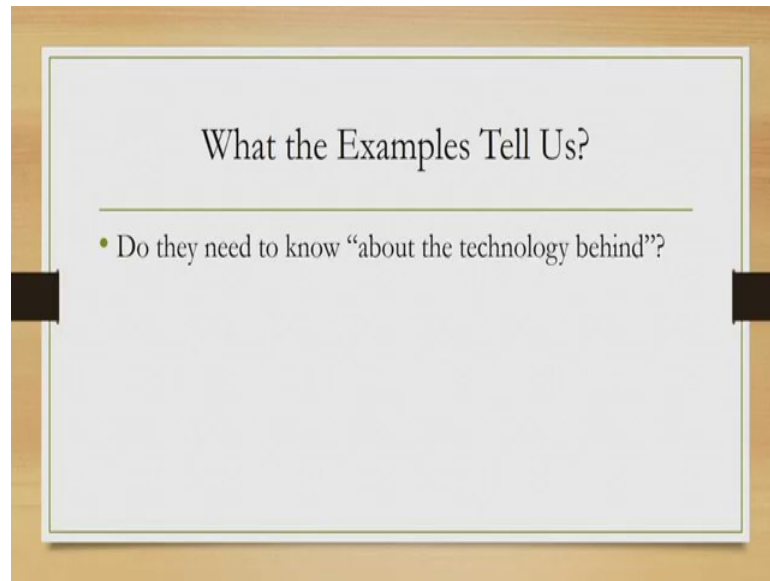 What the Examples Tell Us?
• Do they need to know “about the technology behind”?